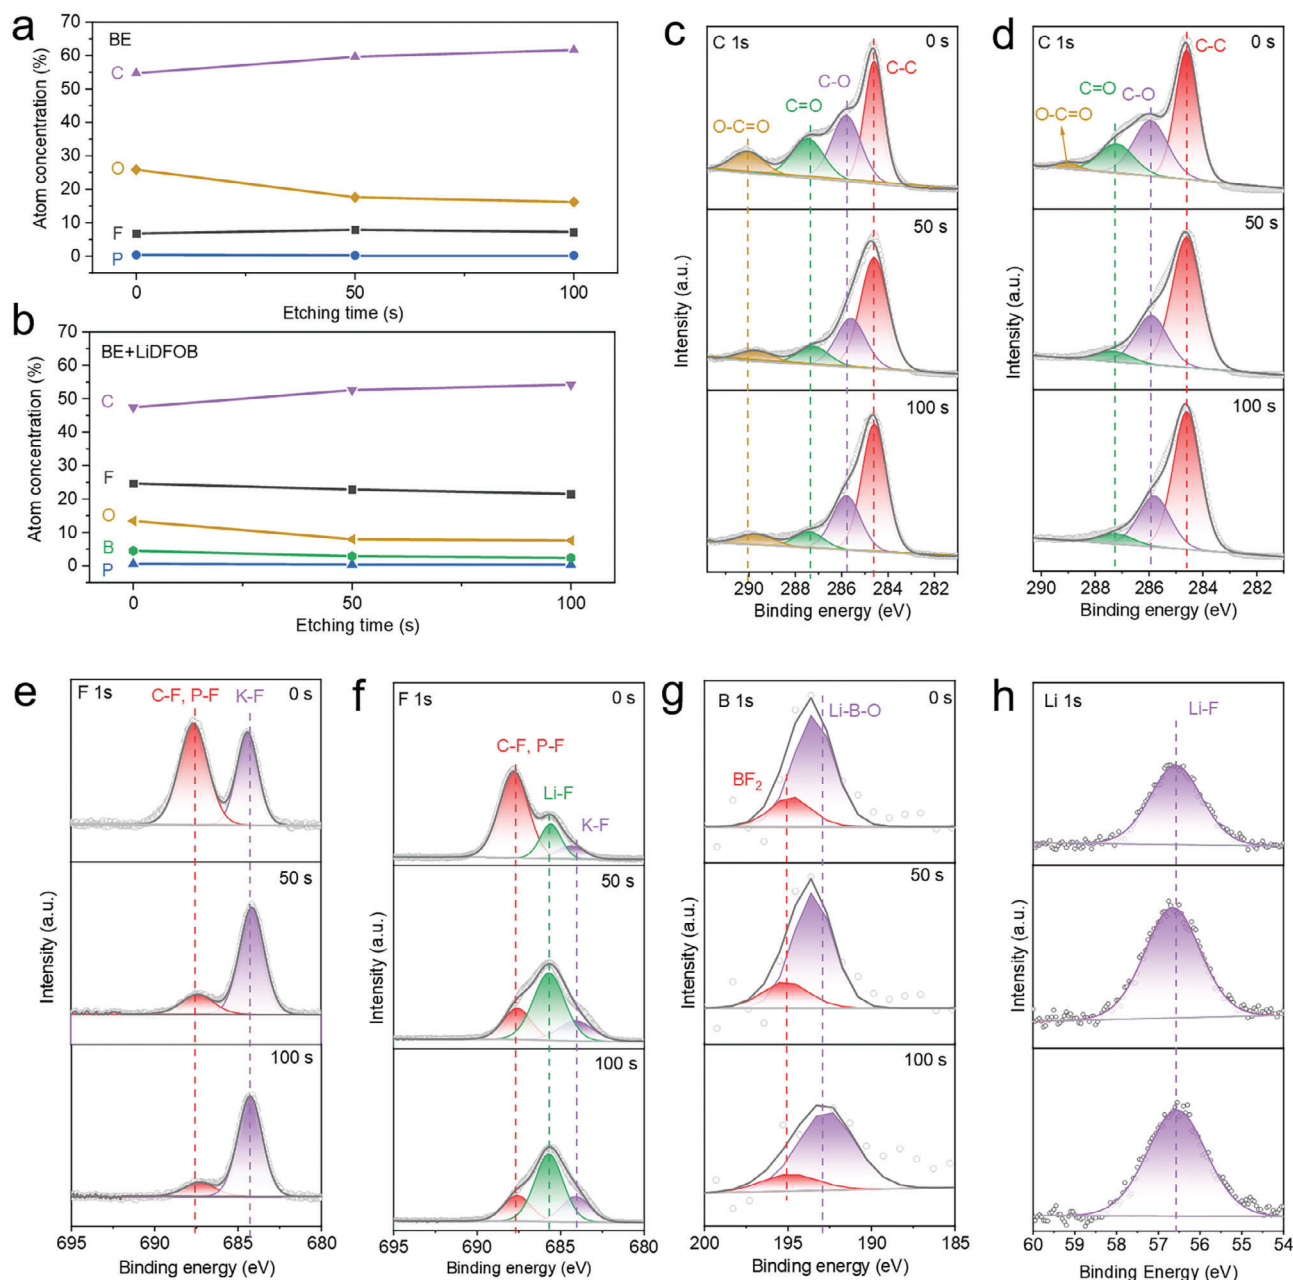 a
BE
C
O
F
P
Atom concentration (%)
70
60
50
40
30
20
10
0
0
50
100
Etching time (s)
b
BE+LiDFOB
C
F
O
B
P
Atom concentration (%)
70
60
50
40
30
20
10
0
0
50
100
Etching time (s)
c
C 1s
0 s
C-C
C-O
C=O
O-C=O
50 s
100 s
Intensity (a.u.)
290
288
286
284
282
Binding energy (eV)
d
C 1s
0 s
C-C
C=O
C-O
O-C=O
50 s
100 s
Intensity (a.u.)
290
288
286
284
282
Binding energy (eV)
e
F 1s
C-F, P-F
K-F
0 s
50 s
100 s
Intensity (a.u.)
695
690
685
680
Binding energy (eV)
f
F 1s
0 s
C-F, P-F
Li-F
K-F
50 s
100 s
Intensity (a.u.)
695
690
685
680
Binding energy (eV)
g
B 1s
0 s
Li-B-O
BF2
50 s
100 s
Intensity (a.u.)
200
195
190
185
Binding energy (eV)
h
Li 1s
Li-F
Intensity (a.u.)
60
59
57
56
55
54
Binding Energy (eV)